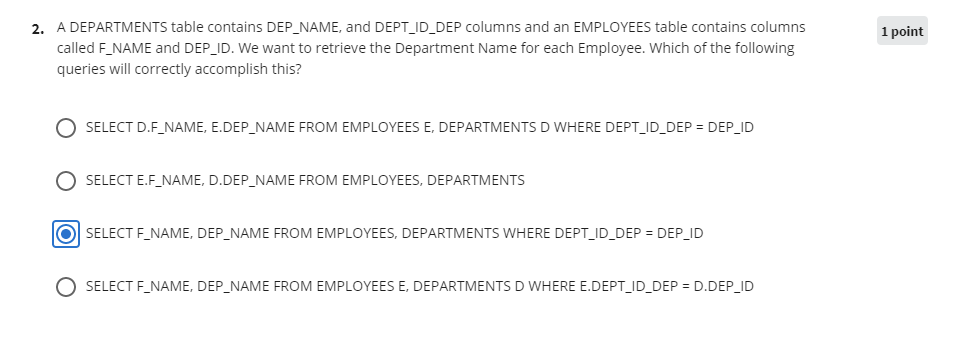 2. A DEPARTMENTS table contains DEP_NAME, and DEPT_ID_DEP columns and an EMPLOYEES table contains columns
1 point
called F_NAME and DEP_ID. We want to retrieve the Department Name for each Employee. Which of the following
queries will correctly accomplish this?
SELECT D.F_NAME, E.DEP_NAME FROM EMPLOYEES E, DEPARTMENTS D WHERE DEPT_ID_DEP = DEP_ID
SELECT E.F_NAME, D.DEP_NAME FROM EMPLOYEES, DEPARTMENTS
SELECT F_NAME, DEP_NAME FROM EMPLOYEES, DEPARTMENTS WHERE DEPT_ID_DEP = DEP_ID
SELECT F_NAME, DEP_NAME FROM EMPLOYEES E, DEPARTMENTS D WHERE E.DEPT_ID_DEP = D.DEP_ID